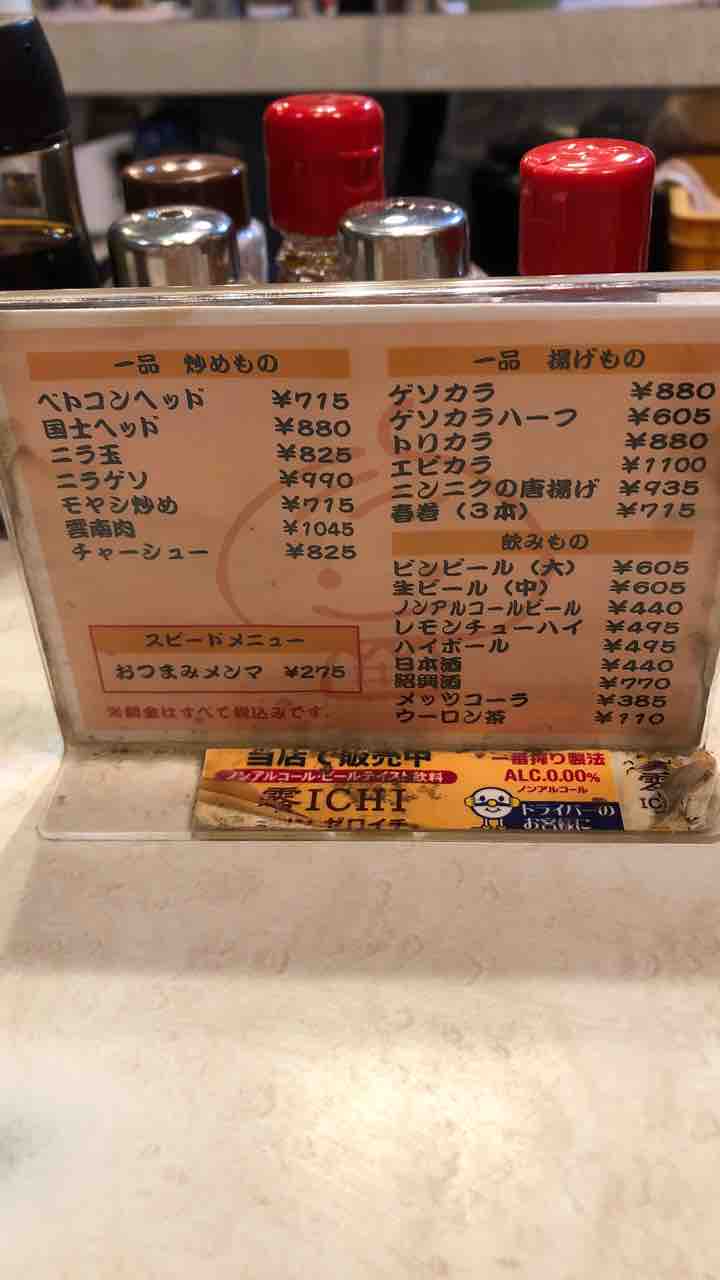 一品 炒めもの
ベトコンヘッド ¥715
国士ヘッド ¥880
ニラ玉 ¥825
ニラゲソ ¥990
モヤシ炒め ¥715
雲南肉 ¥1045
チャーシュー ¥825
スピードメニュー
おつまみメンマ ¥275
※料金はすべて税込みです。
一品 揚げもの
ゲソカラ ¥880
ゲソカラハーフ ¥605
トリカラ ¥880
エビカラ ¥1100
ニンニクの唐揚げ ¥935
春巻（3本） ¥715
飲みもの
ビンビール（大） ¥605
生ビール（中） ¥605
ノンアルコールビール ¥440
レモンチューハイ ¥495
ハイボール ¥495
日本酒 ¥440
紹興酒 ¥770
メッツコーラ ¥385
ウーロン茶 ¥110
当店で販売中
ノンアルコール・ビールテイスト飲料
零ICHI
ゼロイチ
一番搾り製法
ALC.0.00%
ノンアルコール
ドライバーの
お客様に
零
IC